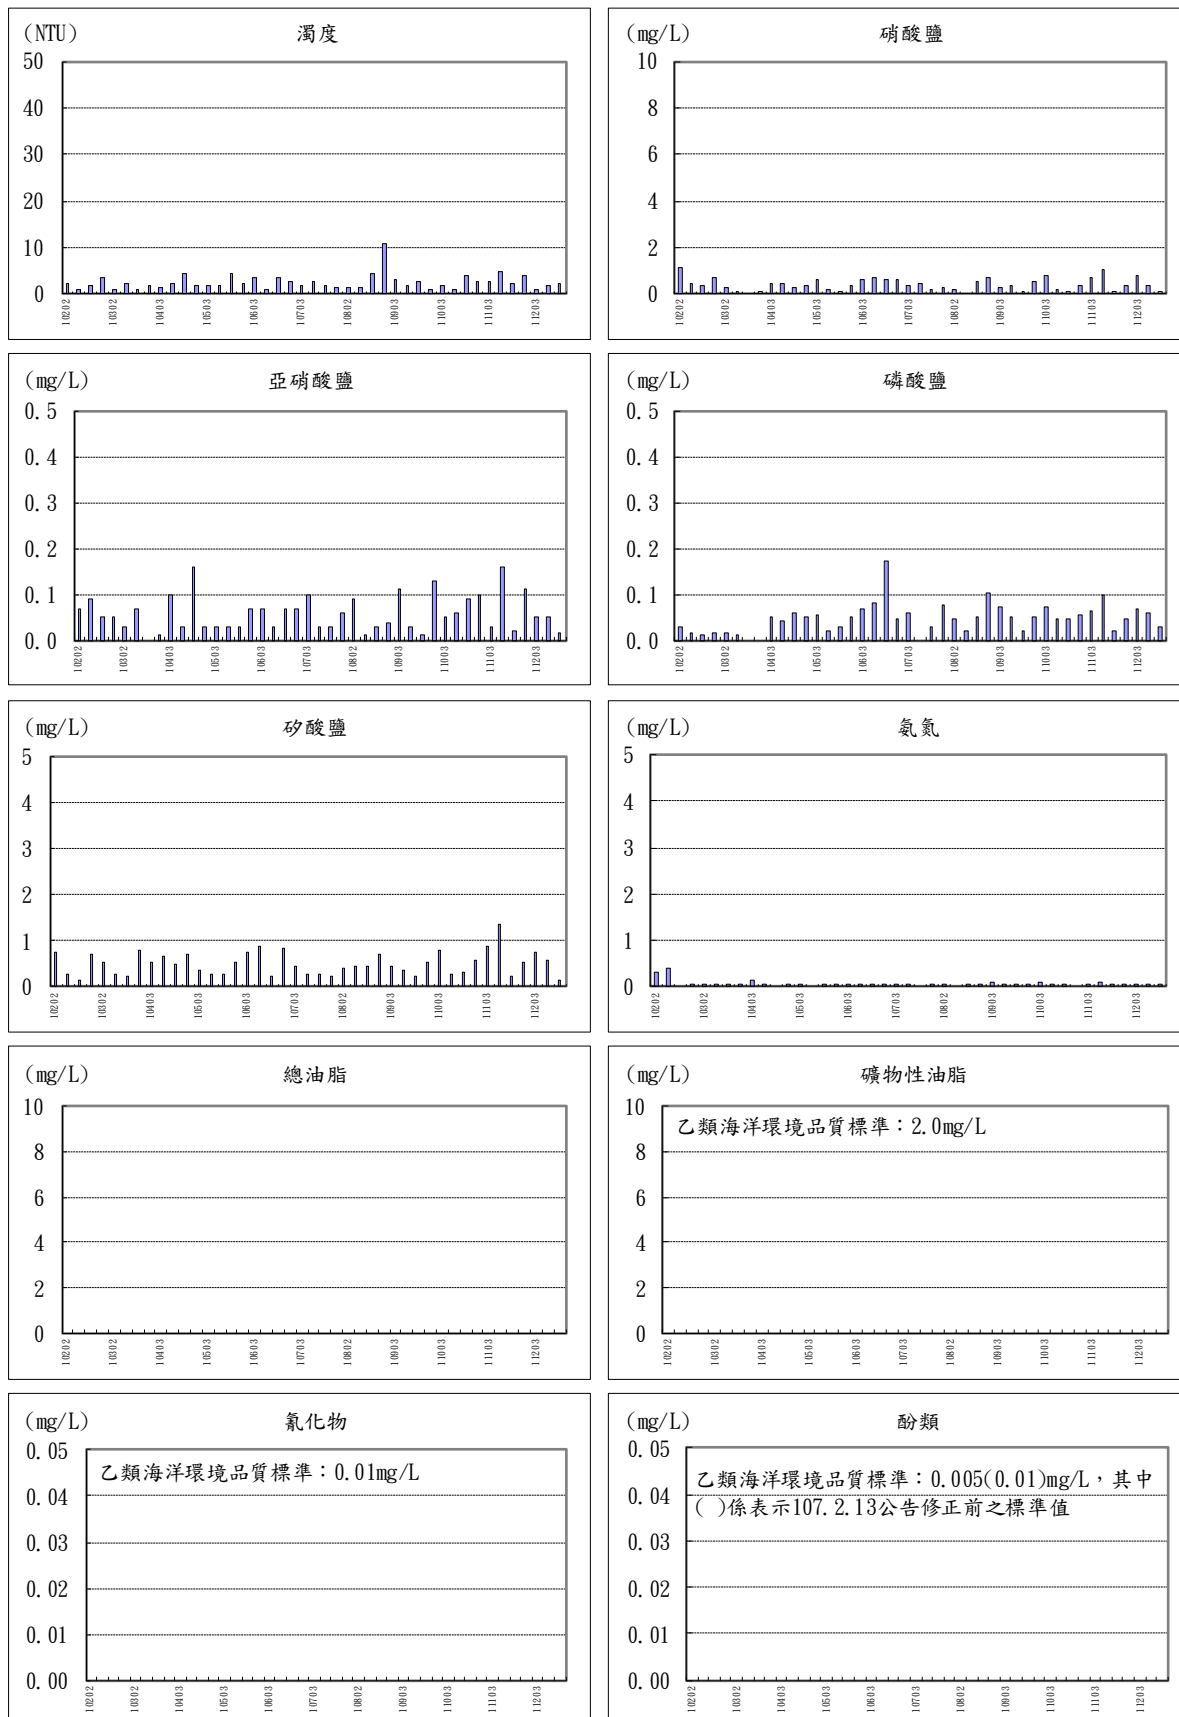 (NTU) 濁度
50
40
30
20
10
0
10202 10302 10403 10503 10603 10703 10802 10903 11003 11103 11203
(mg/L) 硝酸鹽
10
8
6
4
2
0
10202 10302 10403 10503 10603 10703 10802 10903 11003 11103 11203
(mg/L) 亞硝酸鹽
0.5
0.4
0.3
0.2
0.1
0.0
10202 10302 10403 10503 10603 10703 10802 10903 11003 11103 11203
(mg/L) 磷酸鹽
0.5
0.4
0.3
0.2
0.1
0.0
10202 10302 10403 10503 10603 10703 10802 10903 11003 11103 11203
(mg/L) 矽酸鹽
5
4
3
2
1
0
10202 10302 10403 10503 10603 10703 10802 10903 11003 11103 11203
(mg/L) 氨氮
5
4
3
2
1
0
10202 10302 10403 10503 10603 10703 10802 10903 11003 11103 11203
(mg/L) 總油脂
10
8
6
4
2
0
10202 10302 10403 10503 10603 10703 10802 10903 11003 11103 11203
(mg/L) 礦物性油脂
乙類海洋環境品質標準：2.0mg/L
10
8
6
4
2
0
10202 10302 10403 10503 10603 10703 10802 10903 11003 11103 11203
(mg/L) 氰化物
乙類海洋環境品質標準：0.01mg/L
0.05
0.04
0.03
0.02
0.01
0.00
10202 10302 10403 10503 10603 10703 10802 10903 11003 11103 11203
(mg/L) 酚類
乙類海洋環境品質標準：0.005(0.01)mg/L，其中
( )係表示107.2.13公告修正前之標準值
0.05
0.04
0.03
0.02
0.01
0.00
10202 10302 10403 10503 10603 10703 10802 10903 11003 11103 11203